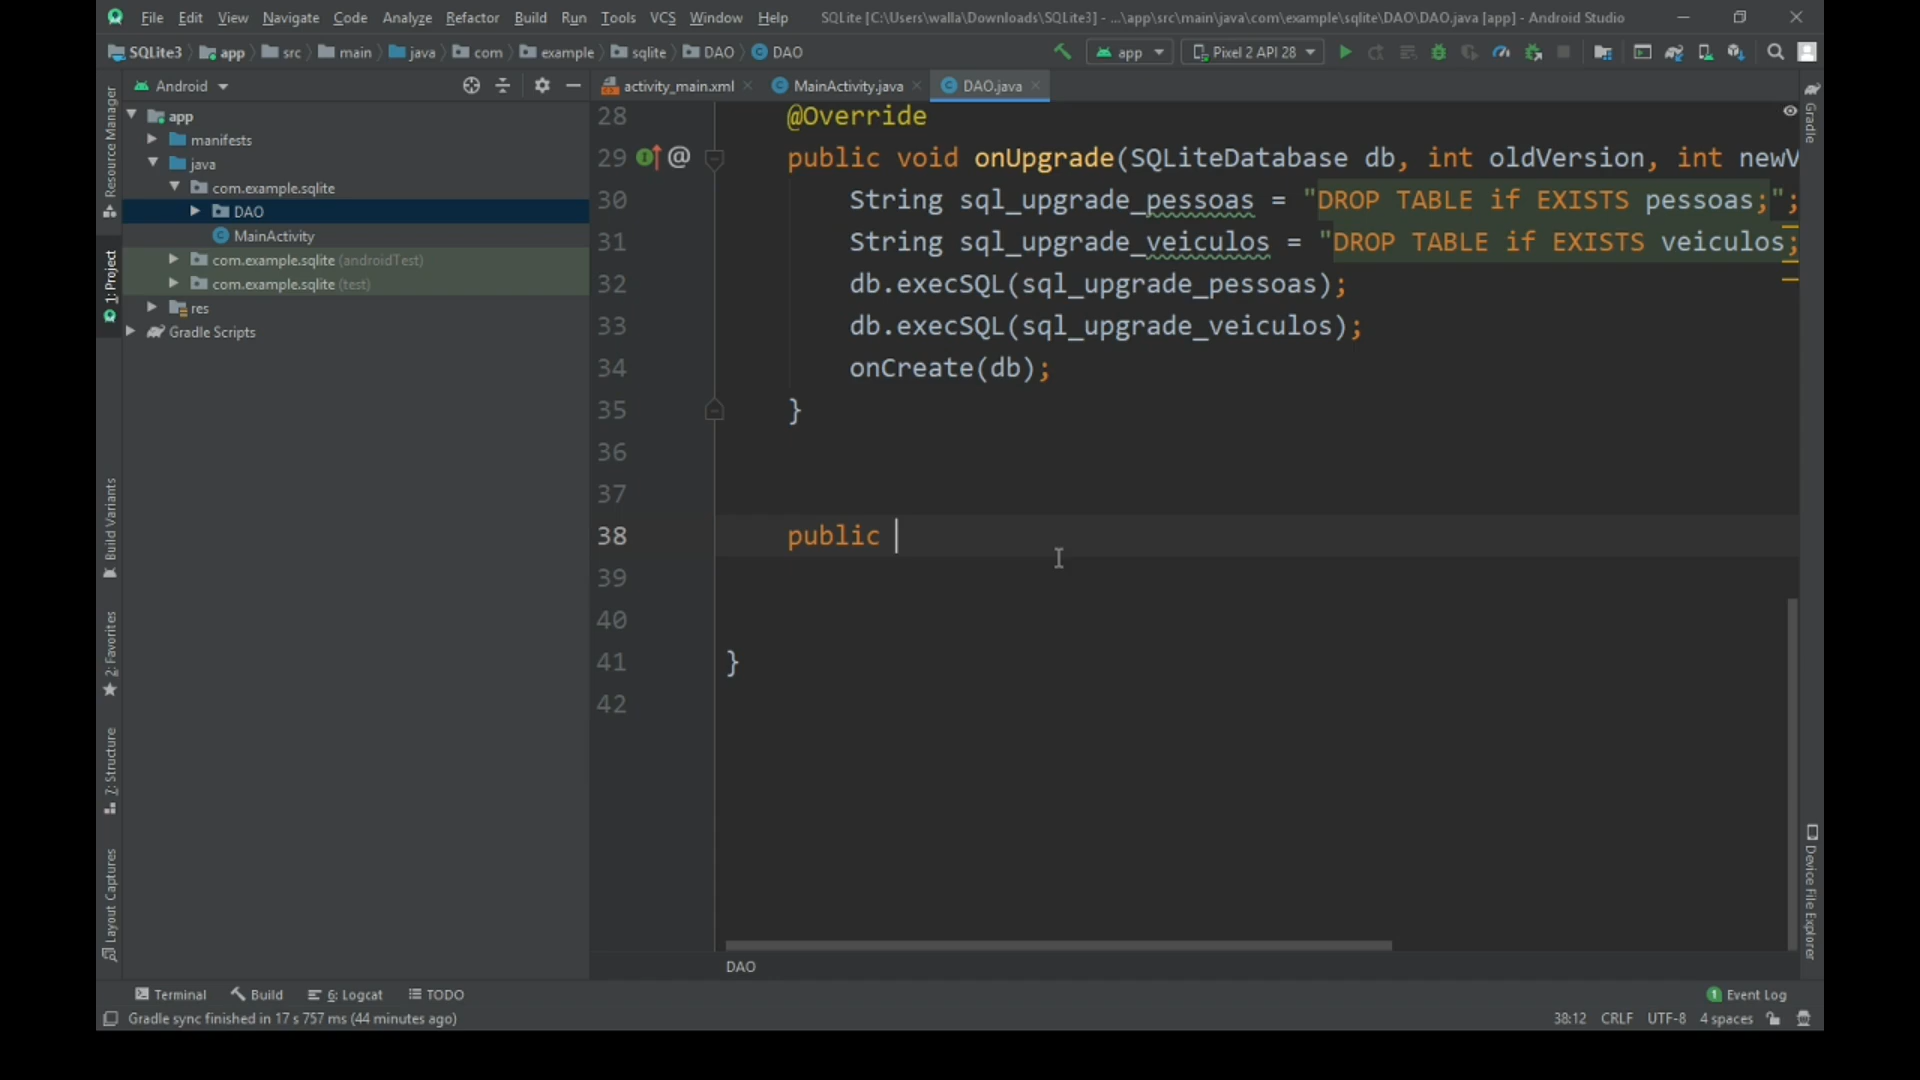 File Edit View Navigate Code Analyze Refactor Build Run Tools VCS Window Help SQLite [C:\Users\walla\Downloads\SQLite3] - ...\app\src\main\java\com\example\sqlite\DAO\DAO.java [app] - Android Studio
SQLite3 app src main java com example sqlite DAO DAO app Pixel 2 API 28
Android activity_main.xml MainActivity.java DAO.java
app
manifests
java
com.example.sqlite
DAO
MainActivity
com.example.sqlite (androidTest)
com.example.sqlite (test)
res
Gradle Scripts
Resource Manager
1: Project
Build Variants
2: Favorites
7: Structure
Layout Captures
28 @Override
29 @ public void onUpgrade(SQLiteDatabase db, int oldVersion, int newV
30 String sql_upgrade_pessoas = "DROP TABLE if EXISTS pessoas;";
31 String sql_upgrade_veiculos = "DROP TABLE if EXISTS veiculos;
32 db.execSQL(sql_upgrade_pessoas);
33 db.execSQL(sql_upgrade_veiculos);
34 onCreate(db);
35 }
36
37
38 public
39
40
41 }
42
DAO
Gradle
Device File Explorer
Terminal Build 6: Logcat TODO 1 Event Log
Gradle sync finished in 17 s 757 ms (44 minutes ago) 38:12 CRLF UTF-8 4 spaces